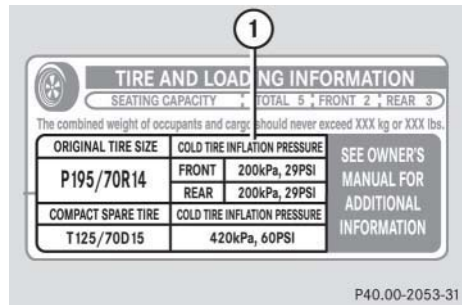 1
TIRE AND LOADING INFORMATION
SEATING CAPACITY TOTAL 5 FRONT 2 REAR 3
The combined weight of occupants and cargo should never exceed XXX kg or XXX lbs.
ORIGINAL TIRE SIZE COLD TIRE INFLATION PRESSURE
P195/70R14 FRONT 200kPa, 29PSI
REAR 200kPa, 29PSI
COMPACT SPARE TIRE COLD TIRE INFLATION PRESSURE
T125/70D15 420kPa, 60PSI
SEE OWNER'S
MANUAL FOR
ADDITIONAL
INFORMATION
P40.00-2053-31